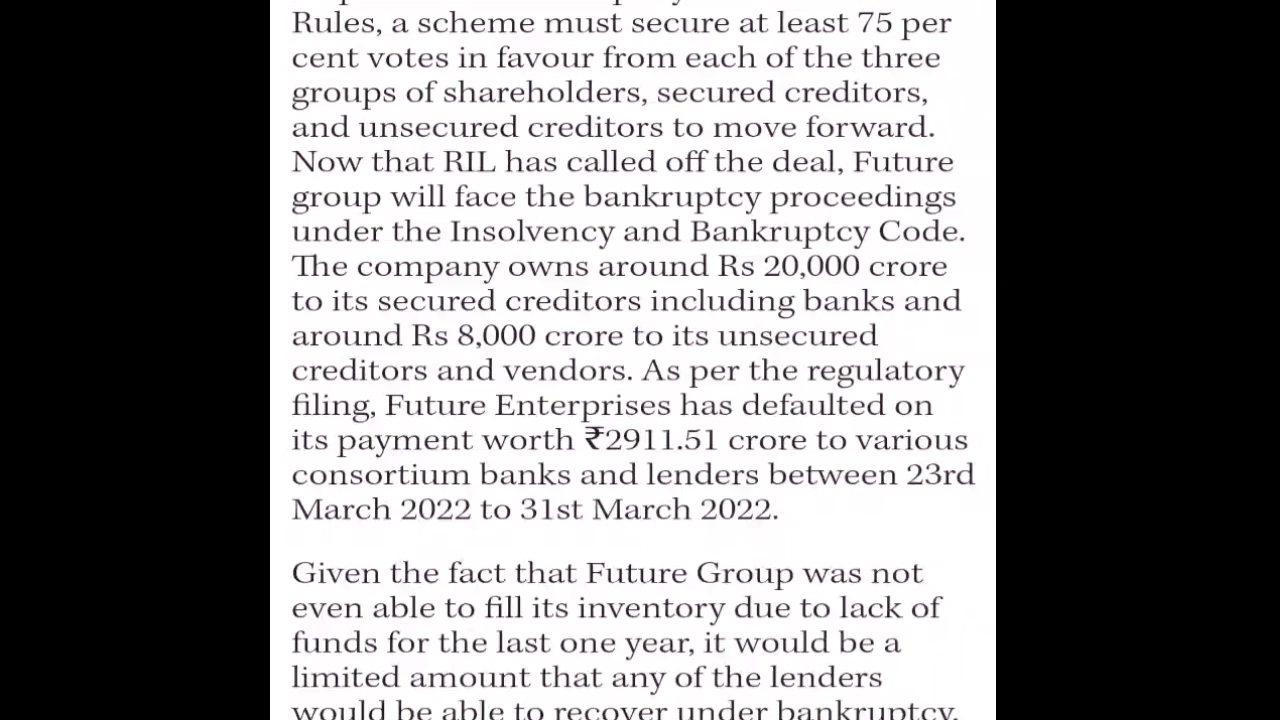 Rules, a scheme must secure at least 75 per
cent votes in favour from each of the three
groups of shareholders, secured creditors,
and unsecured creditors to move forward.
Now that RIL has called off the deal, Future
group will face the bankruptcy proceedings
under the Insolvency and Bankruptcy Code.
The company owns around Rs 20,000 crore
to its secured creditors including banks and
around Rs 8,000 crore to its unsecured
creditors and vendors. As per the regulatory
filing, Future Enterprises has defaulted on
its payment worth ₹2911.51 crore to various
consortium banks and lenders between 23rd
March 2022 to 31st March 2022.
Given the fact that Future Group was not
even able to fill its inventory due to lack of
funds for the last one year, it would be a
limited amount that any of the lenders
would be able to recover under bankruptcy.